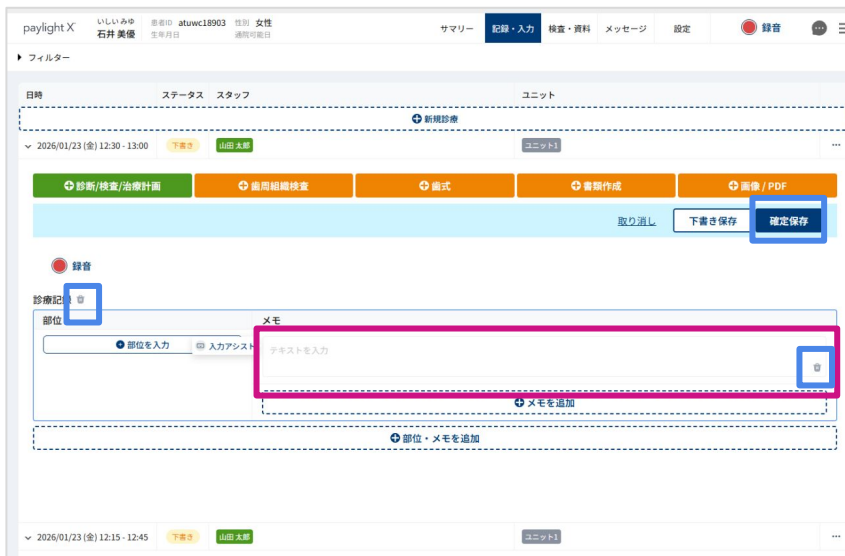 paylight X いしい みゆ 患者ID atuwc18903 性別 女性 サマリー 記録・入力 検査・資料 メッセージ 設定 録音
石井 美優 生年月日 通院可能日
フィルター
日時 ステータス スタッフ ユニット
新規診療
2026/01/23 (金) 12:30 - 13:00 下書き 山田 太郎 ユニット1
診断/検査/治療計画 歯周組織検査 歯式 書類作成 画像 / PDF
取り消し 下書き保存 確定保存
録音
診療記録
部位 メモ
部位を入力 入力アシスト テキストを入力
メモを追加
部位・メモを追加
2026/01/23 (金) 12:15 - 12:45 下書き 山田 太郎 ユニット1